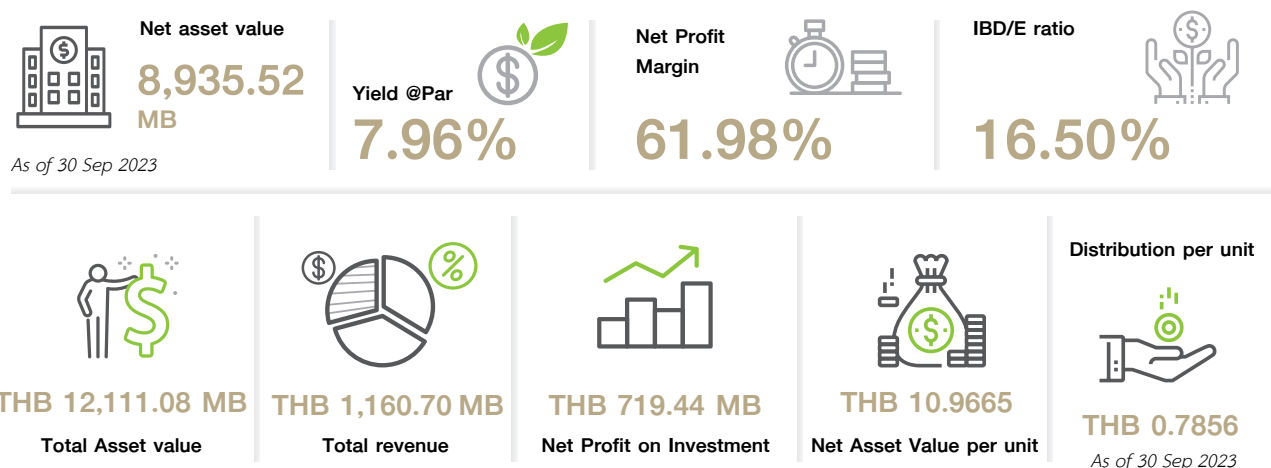 Net asset value
8,935.52
MB
As of 30 Sep 2023
Yield @Par
7.96%
Net Profit
Margin
61.98%
IBD/E ratio
16.50%
THB 12,111.08 MB
Total Asset value
THB 1,160.70 MB
Total revenue
THB 719.44 MB
Net Profit on Investment
THB 10.9665
Net Asset Value per unit
Distribution per unit
THB 0.7856
As of 30 Sep 2023